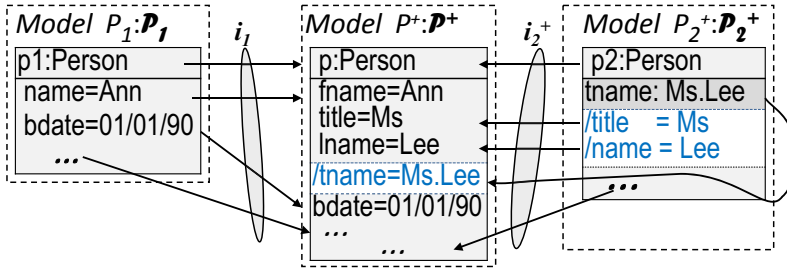 Model P1:P1
p1:Person
name=Ann
bdate=01/01/90
...
i1
Model P+:P+
p:Person
fname=Ann
title=Ms
lname=Lee
/tname=Ms.Lee
bdate=01/01/90
...
...
i2+
Model P2+:P2+
p2:Person
tname: Ms.Lee
/title = Ms
/name = Lee
...